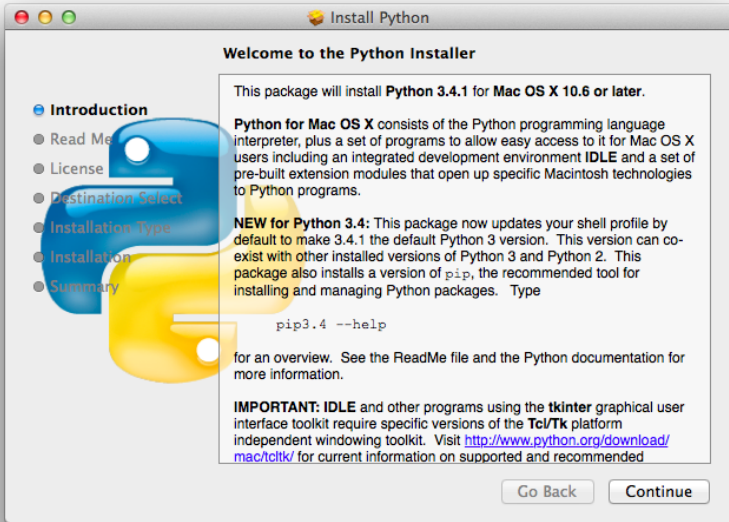 Install Python
Welcome to the Python Installer
Introduction
Read Me
License
Destination Select
Installation Type
Installation
Summary
This package will install Python 3.4.1 for Mac OS X 10.6 or later.
Python for Mac OS X consists of the Python programming language
interpreter, plus a set of programs to allow easy access to it for Mac OS X
users including an integrated development environment IDLE and a set of
pre-built extension modules that open up specific Macintosh technologies
to Python programs.
NEW for Python 3.4: This package now updates your shell profile by
default to make 3.4.1 the default Python 3 version. This version can co-
exist with other installed versions of Python 3 and Python 2. This
package also installs a version of pip, the recommended tool for
installing and managing Python packages. Type
pip3.4 --help
for an overview. See the ReadMe file and the Python documentation for
more information.
IMPORTANT: IDLE and other programs using the tkinter graphical user
interface toolkit require specific versions of the Tcl/Tk platform
independent windowing toolkit. Visit http://www.python.org/download/
mac/tcltk/ for current information on supported and recommended
Go Back
Continue